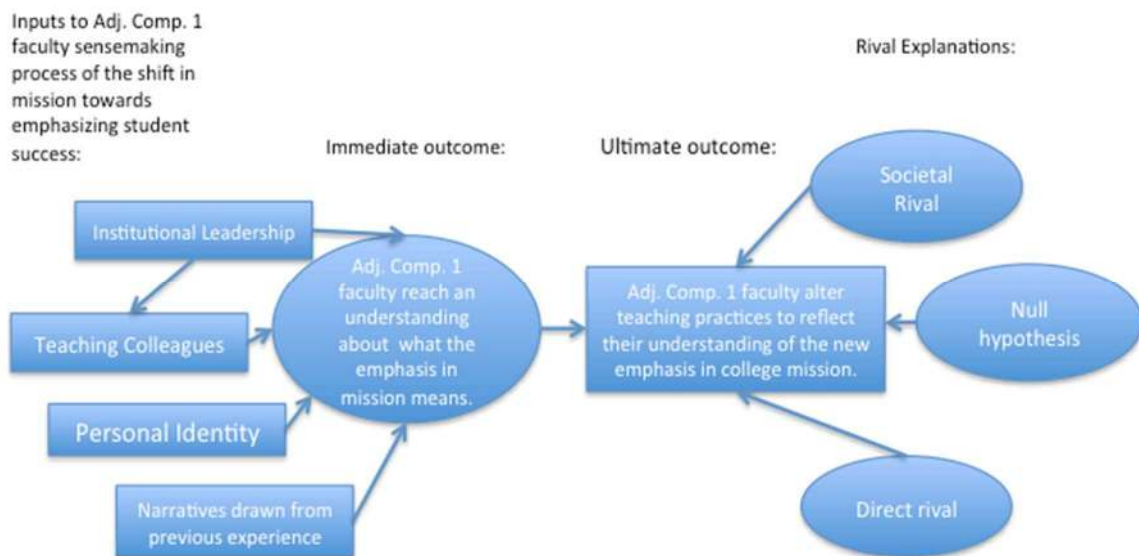 Inputs to Adj. Comp. 1
faculty sensemaking
process of the shift in
mission towards
emphasizing student
success:
Rival Explanations:
Immediate outcome:
Ultimate outcome:
Institutional Leadership
Teaching Colleagues
Personal Identity
Narratives drawn from
previous experience
Adj. Comp. 1
faculty reach an
understanding
about what the
emphasis in
mission means.
Adj. Comp. 1 faculty alter
teaching practices to reflect
their understanding of the new
emphasis in college mission.
Societal
Rival
Null
hypothesis
Direct rival